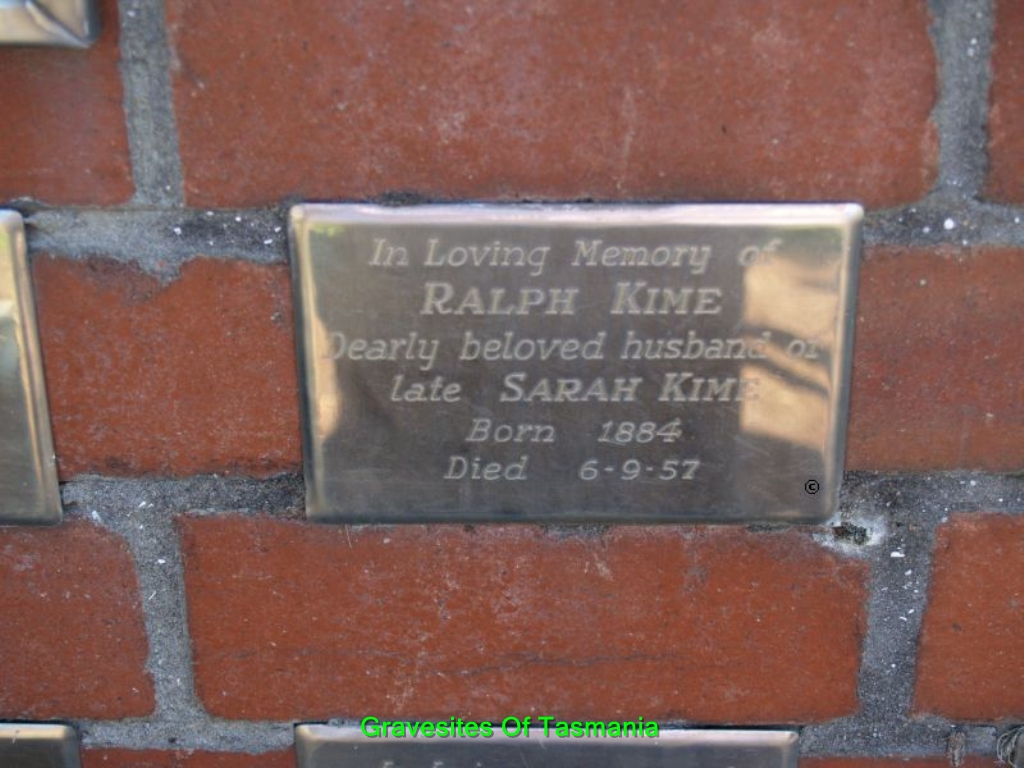 In Loving Memory of
RALPH KIME
Dearly beloved husband of
late SARAH KIME
Born 1884
Died 6-9-57
©
Gravesites Of Tasmania